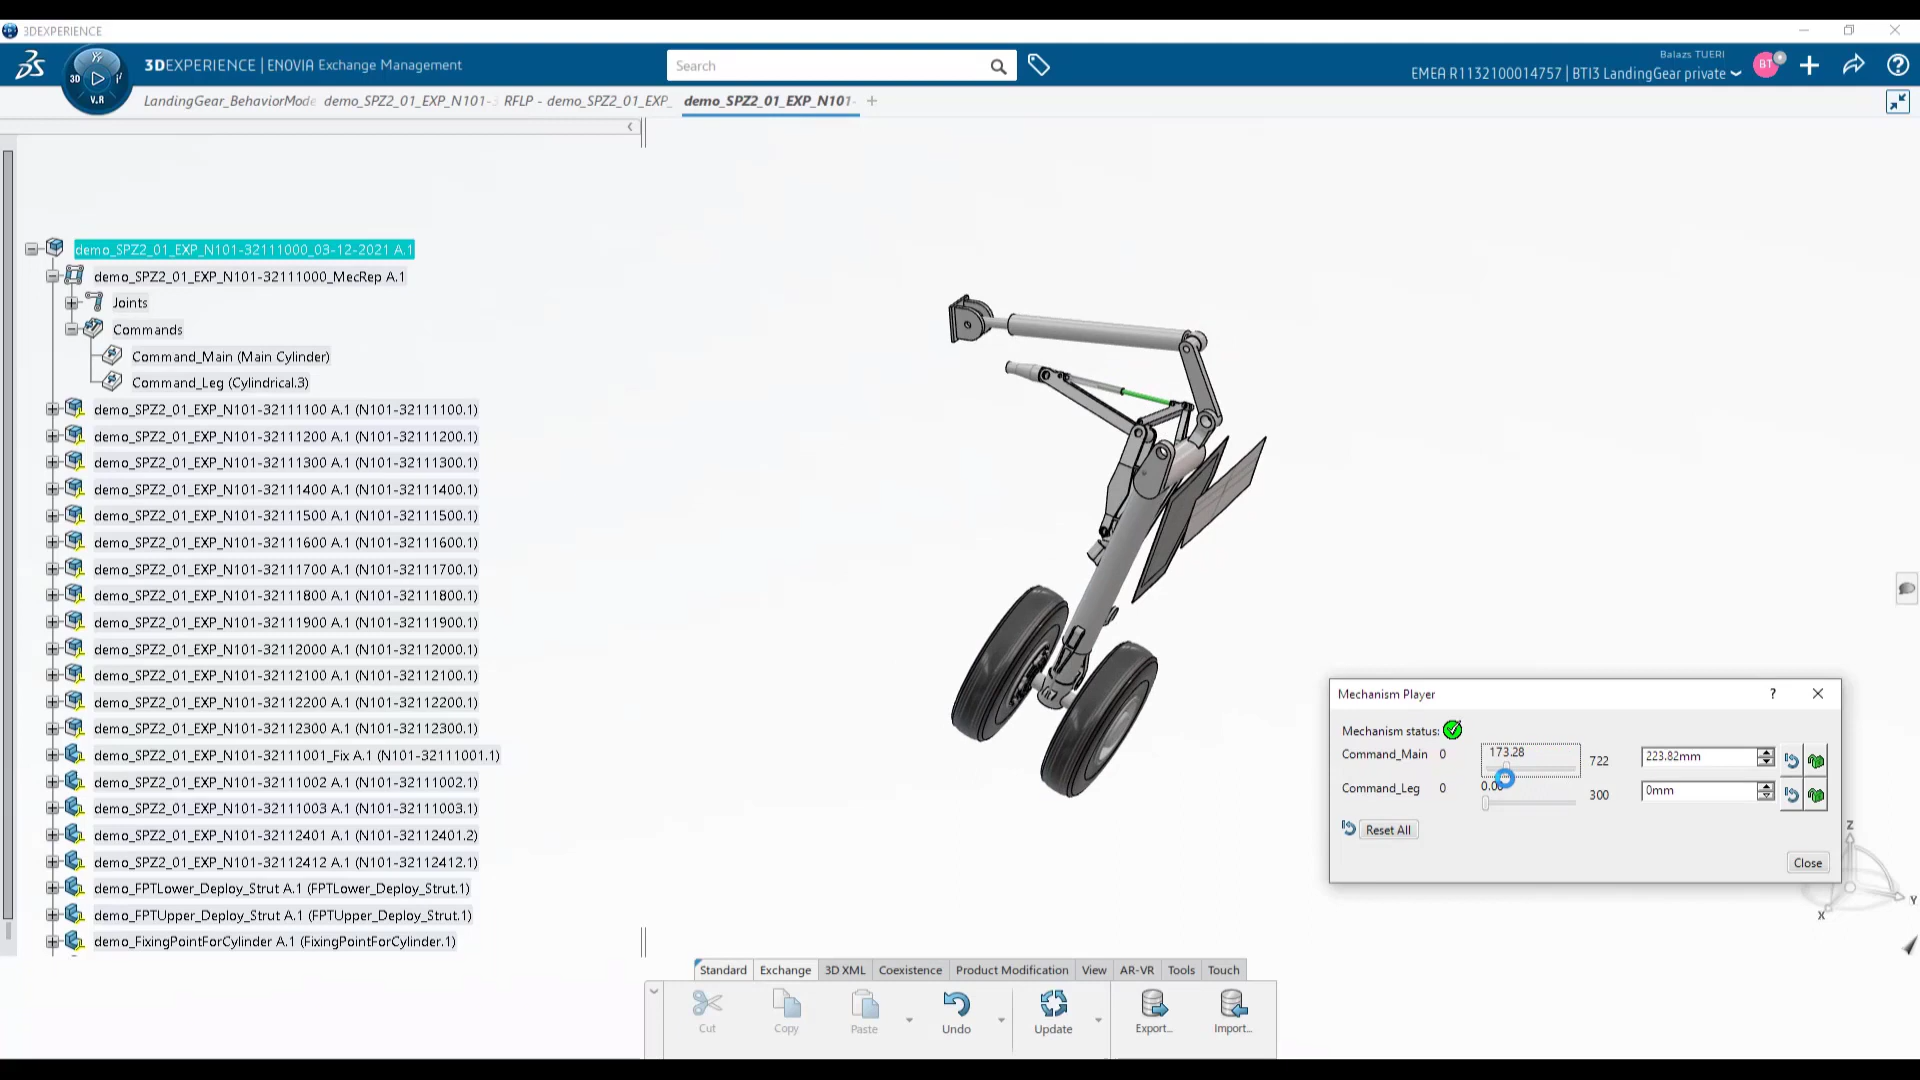 3DEXPERIENCE
3DEXPERIENCE | ENOVIA Exchange Management
3D
V.R
Search
Balazs TUERI
EMEA R1132100014757 | BTI3 LandingGear private
BT
LandingGear_BehaviorMode
demo_SPZ2_01_EXP_N101-
RFLP - demo_SPZ2_01_EXP_
demo_SPZ2_01_EXP_N101-
demo_SPZ2_01_EXP_N101-32111000_03-12-2021 A.1
demo_SPZ2_01_EXP_N101-32111000_MecRep A.1
Joints
Commands
Command_Main (Main Cylinder)
Command_Leg (Cylindrical.3)
demo_SPZ2_01_EXP_N101-32111100 A.1 (N101-32111100.1)
demo_SPZ2_01_EXP_N101-32111200 A.1 (N101-32111200.1)
demo_SPZ2_01_EXP_N101-32111300 A.1 (N101-32111300.1)
demo_SPZ2_01_EXP_N101-32111400 A.1 (N101-32111400.1)
demo_SPZ2_01_EXP_N101-32111500 A.1 (N101-32111500.1)
demo_SPZ2_01_EXP_N101-32111600 A.1 (N101-32111600.1)
demo_SPZ2_01_EXP_N101-32111700 A.1 (N101-32111700.1)
demo_SPZ2_01_EXP_N101-32111800 A.1 (N101-32111800.1)
demo_SPZ2_01_EXP_N101-32111900 A.1 (N101-32111900.1)
demo_SPZ2_01_EXP_N101-32112000 A.1 (N101-32112000.1)
demo_SPZ2_01_EXP_N101-32112100 A.1 (N101-32112100.1)
demo_SPZ2_01_EXP_N101-32112200 A.1 (N101-32112200.1)
demo_SPZ2_01_EXP_N101-32112300 A.1 (N101-32112300.1)
demo_SPZ2_01_EXP_N101-32111001_Fix A.1 (N101-32111001.1)
demo_SPZ2_01_EXP_N101-32111002 A.1 (N101-32111002.1)
demo_SPZ2_01_EXP_N101-32111003 A.1 (N101-32111003.1)
demo_SPZ2_01_EXP_N101-32112401 A.1 (N101-32112401.2)
demo_SPZ2_01_EXP_N101-32112412 A.1 (N101-32112412.1)
demo_FPTLower_Deploy_Strut A.1 (FPTLower_Deploy_Strut.1)
demo_FPTUpper_Deploy_Strut A.1 (FPTUpper_Deploy_Strut.1)
demo_FixingPointForCylinder A.1 (FixingPointForCylinder.1)
Mechanism Player
?
Mechanism status:
Command_Main 0 173.28 722 223.82mm
Command_Leg 0 0.00 300 0mm
Reset All
Close
Z
Y
X
Standard Exchange 3D XML Coexistence Product Modification View AR-VR Tools Touch
Cut Copy Paste Undo Update Export... Import...